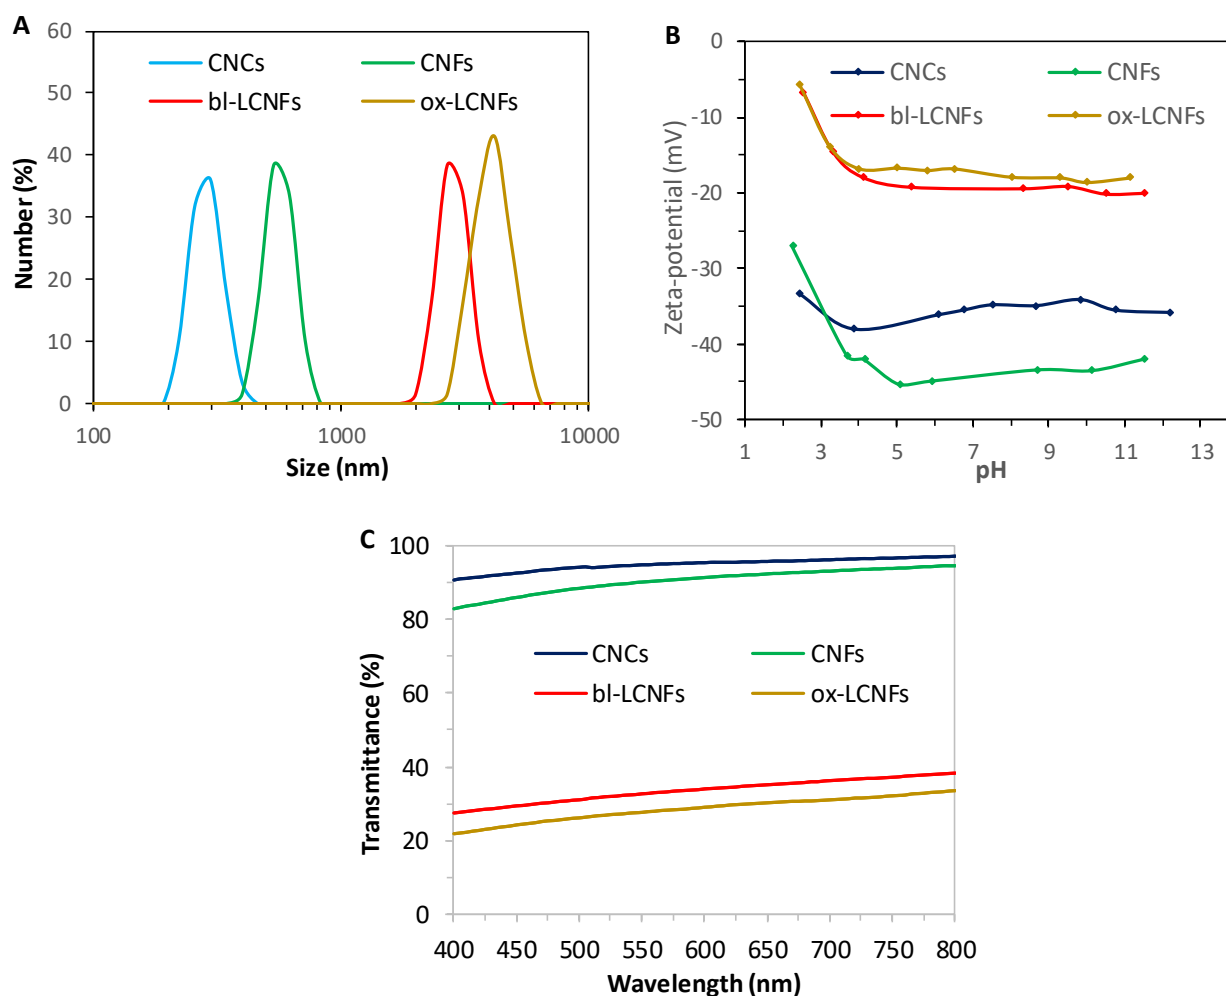 A
60
50
40
30
20
10
0
Number (%)
CNCs CNFs
bl-LCNFs ox-LCNFs
100 1000 10000
Size (nm)
B
0
-10
-20
-30
-40
-50
Zeta-potential (mV)
CNCs CNFs
bl-LCNFs ox-LCNFs
1 3 5 7 9 11 13
pH
C
100
80
60
40
20
0
Transmittance (%)
CNCs CNFs
bl-LCNFs ox-LCNFs
400 450 500 550 600 650 700 750 800
Wavelength (nm)